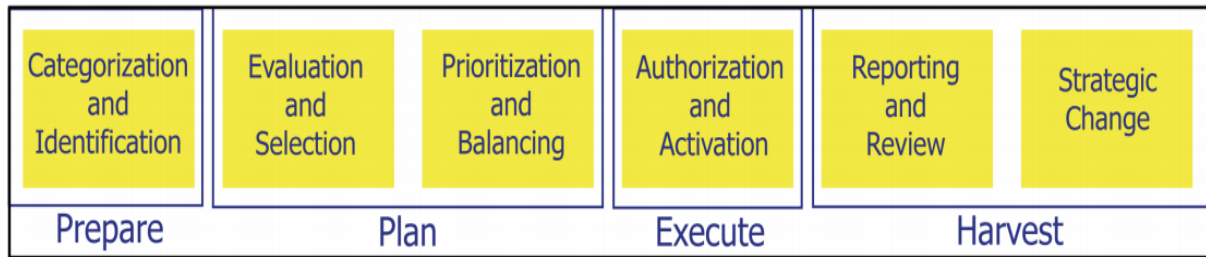 Categorization
and
Identification
Evaluation
and
Selection
Prioritization
and
Balancing
Authorization
and
Activation
Reporting
and
Review
Strategic
Change
Prepare
Plan
Execute
Harvest